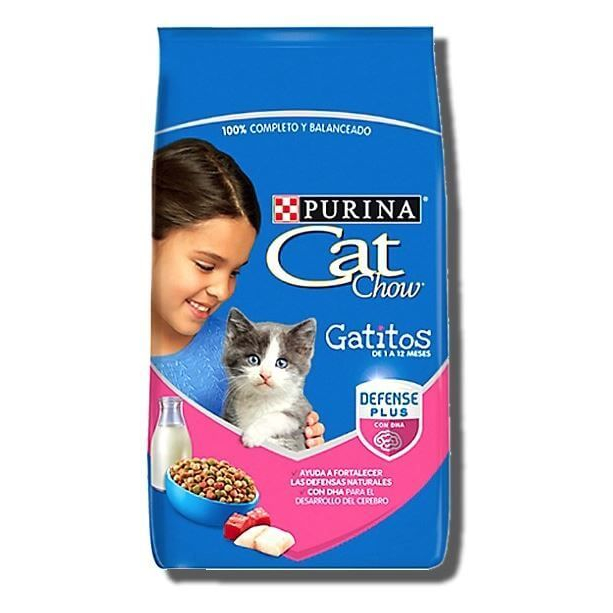 100% COMPLETO Y BALANCEADO
PURINA®
Cat
Chow®
Gatitos
DE 1 A 12 MESES
DEFENSE
PLUS
CON DHA
AYUDA A FORTALECER
LAS DEFENSAS NATURALES
CON DHA PARA EL
DESARROLLO DEL CEREBRO